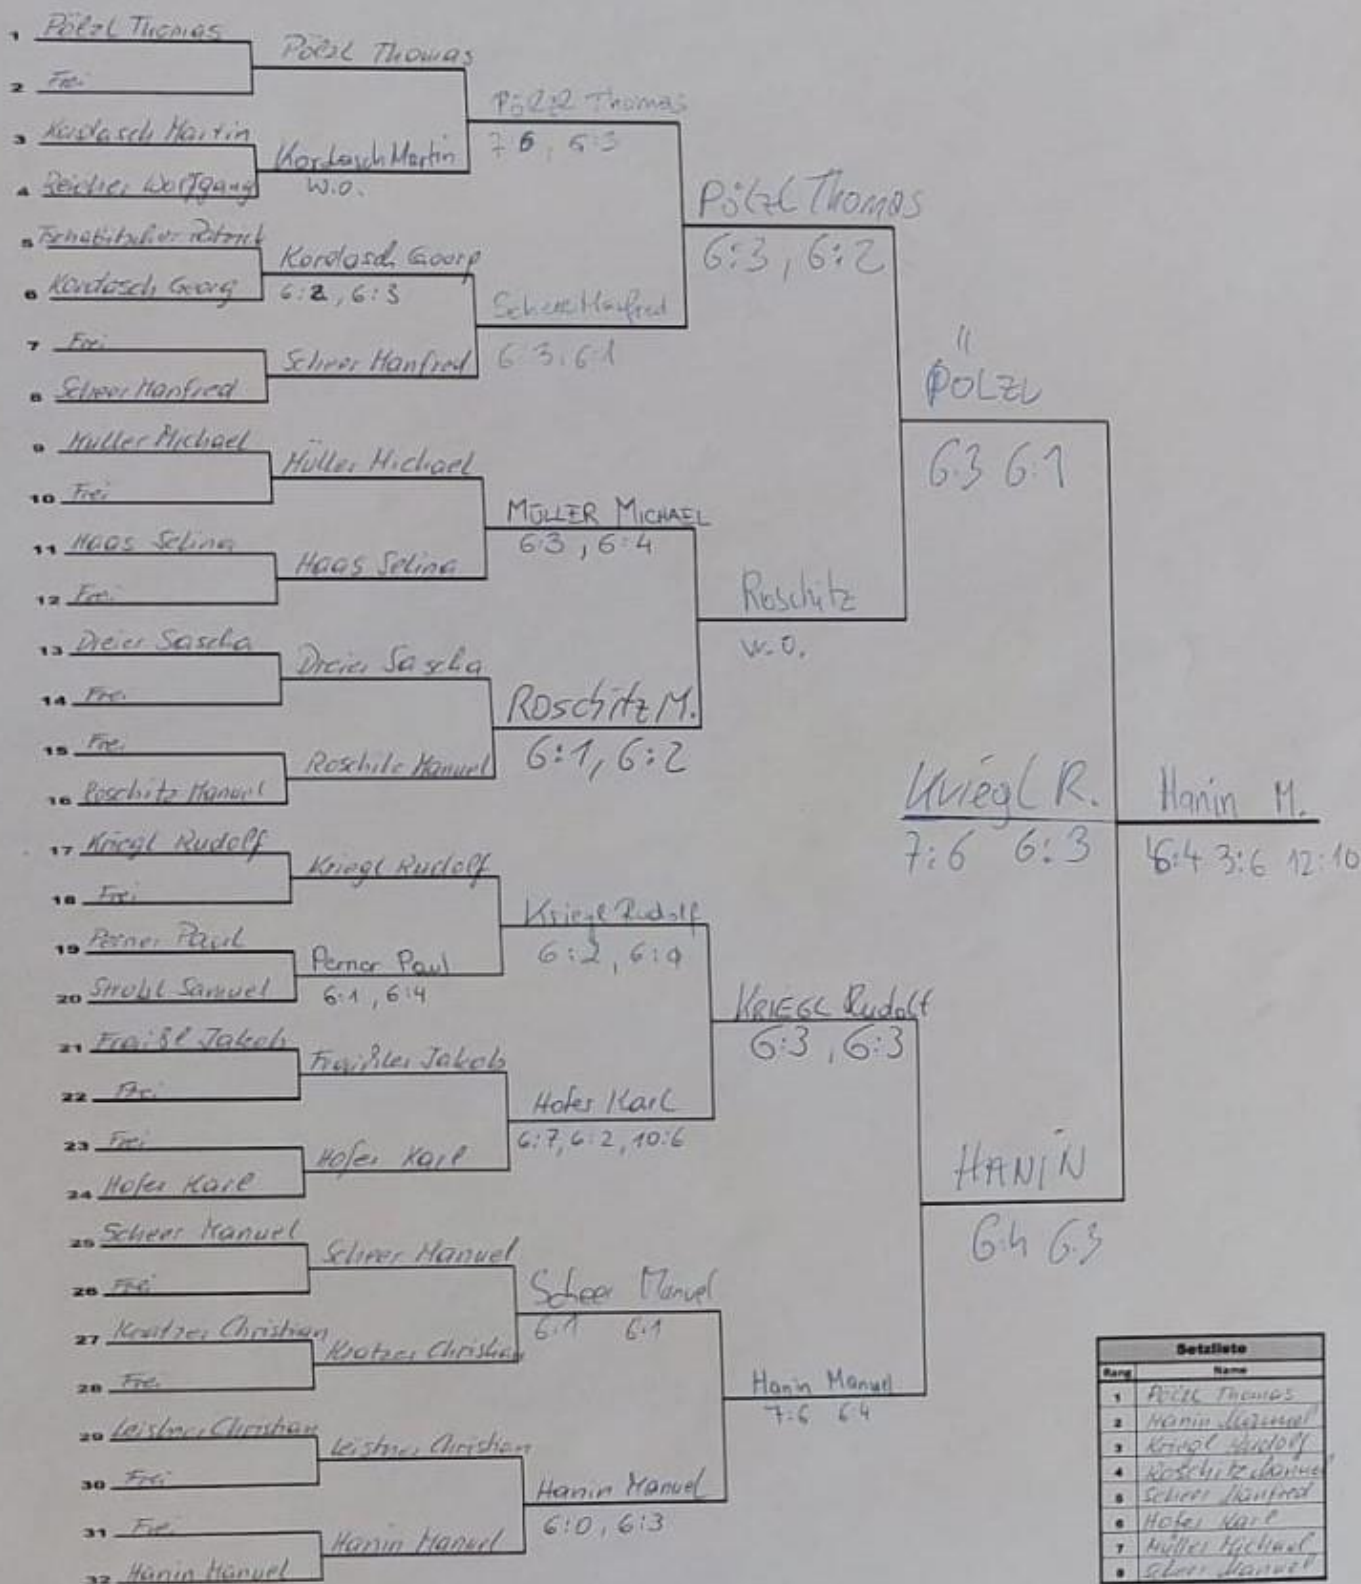 1 Pölzl Thomas
2 Frei
3 Kordasch Martin
4 Reicher Wolfgang
5 Patrick
6 Kordasch Georg
7 Frei
8 Scheer Manfred
9 Müller Michael
10 Frei
11 Haas Selina
12 Frei
13 Dreier Sascha
14 Frei
15 Frei
16 Roschitz Manuel
17 Kriegl Rudolf
18 Frei
19 Perner Paul
20 Strobl Samuel
21 Jakob
22 Frei
23 Frei
24 Hofer Karl
25 Scheer Manuel
26 Frei
27 Kratzer Christian
28 Frei
29 Leistner Christian
30 Frei
31 Frei
32 Hanin Manuel
Pölzl Thomas
Kordasch Martin
w.o.
Kordasch Georg
6:2, 6:3
Scheer Manfred
Müller Michael
Haas Selina
Dreier Sascha
Roschitz Manuel
Kriegl Rudolf
Perner Paul
6:1, 6:4
Jakob
Hofer Karl
Scheer Manuel
Kratzer Christian
Leistner Christian
Hanin Manuel
Pölzl Thomas
7:6, 6:3
Scheer Manfred
6:3, 6:1
MÜLLER MICHAEL
6:3, 6:4
Roschitz M.
6:1, 6:2
Kriegl Rudolf
6:2,
Hofer Karl
6:7, 6:2, 10:6
Scheer Manuel
6:1 6:1
Hanin Manuel
6:0, 6:3
Pölzl Thomas
6:3, 6:2
Roschitz
w.o.
KRIEGL Rudolf
6:3, 6:3
Hanin Manuel
7:6 6:4
PÖLZL
6:3 6:1
HANIN
6:4 6:3
Kriegl R.
7:6 6:3
Hanin M.
6:4 3:6 12:10
Setzliste
Rang Name
1 Pölzl Thomas
2 Hanin Manuel
3 Kriegl Rudolf
4 Roschitz Manuel
5 Scheer Manfred
6 Hofer Karl
7 Müller Michael
8 Scheer Manuel